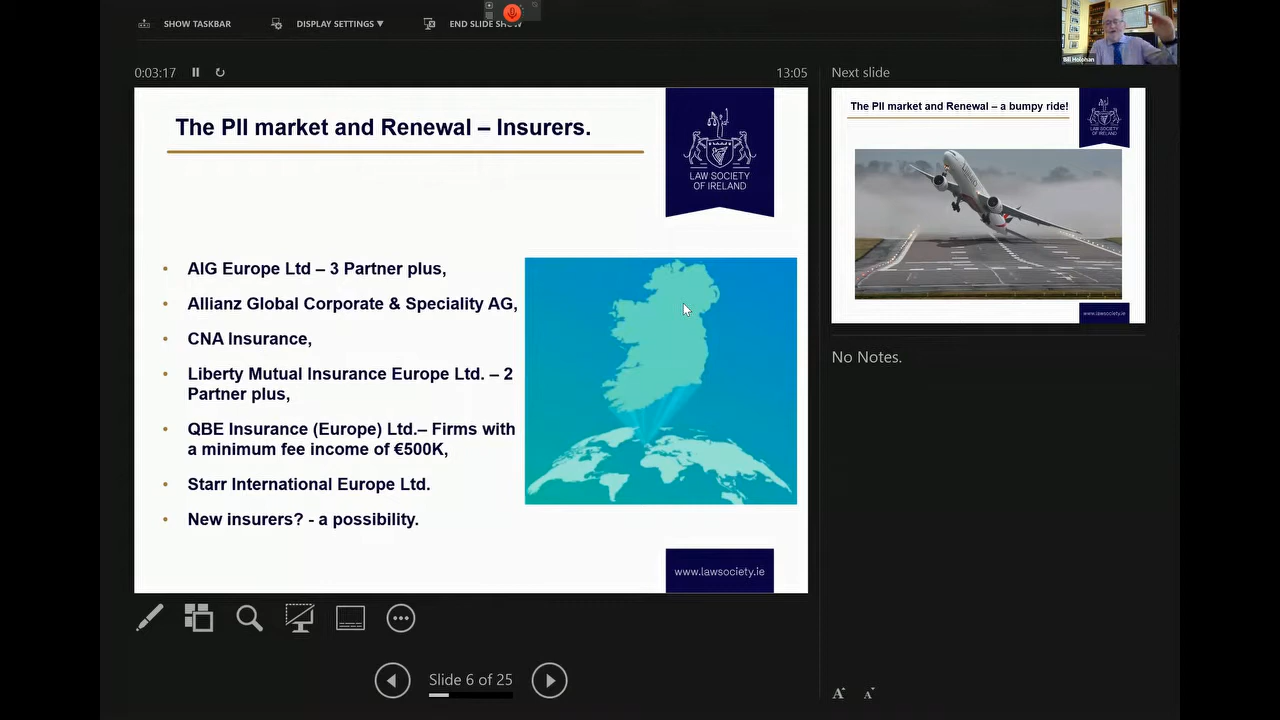 SHOW TASKBAR
DISPLAY SETTINGS ▼
END SLIDE SHOW
Bill Holohan
0:03:17
13:05
Next slide
The PII market and Renewal – Insurers.
LAW SOCIETY
OF IRELAND
• AIG Europe Ltd – 3 Partner plus,
• Allianz Global Corporate & Speciality AG,
• CNA Insurance,
• Liberty Mutual Insurance Europe Ltd. – 2
Partner plus,
• QBE Insurance (Europe) Ltd.– Firms with
a minimum fee income of €500K,
• Starr International Europe Ltd.
• New insurers? - a possibility.
www.lawsociety.ie
The PII market and Renewal – a bumpy ride!
LAW SOCIETY
OF IRELAND
www.lawsociety.ie
No Notes.
Slide 6 of 25
A A